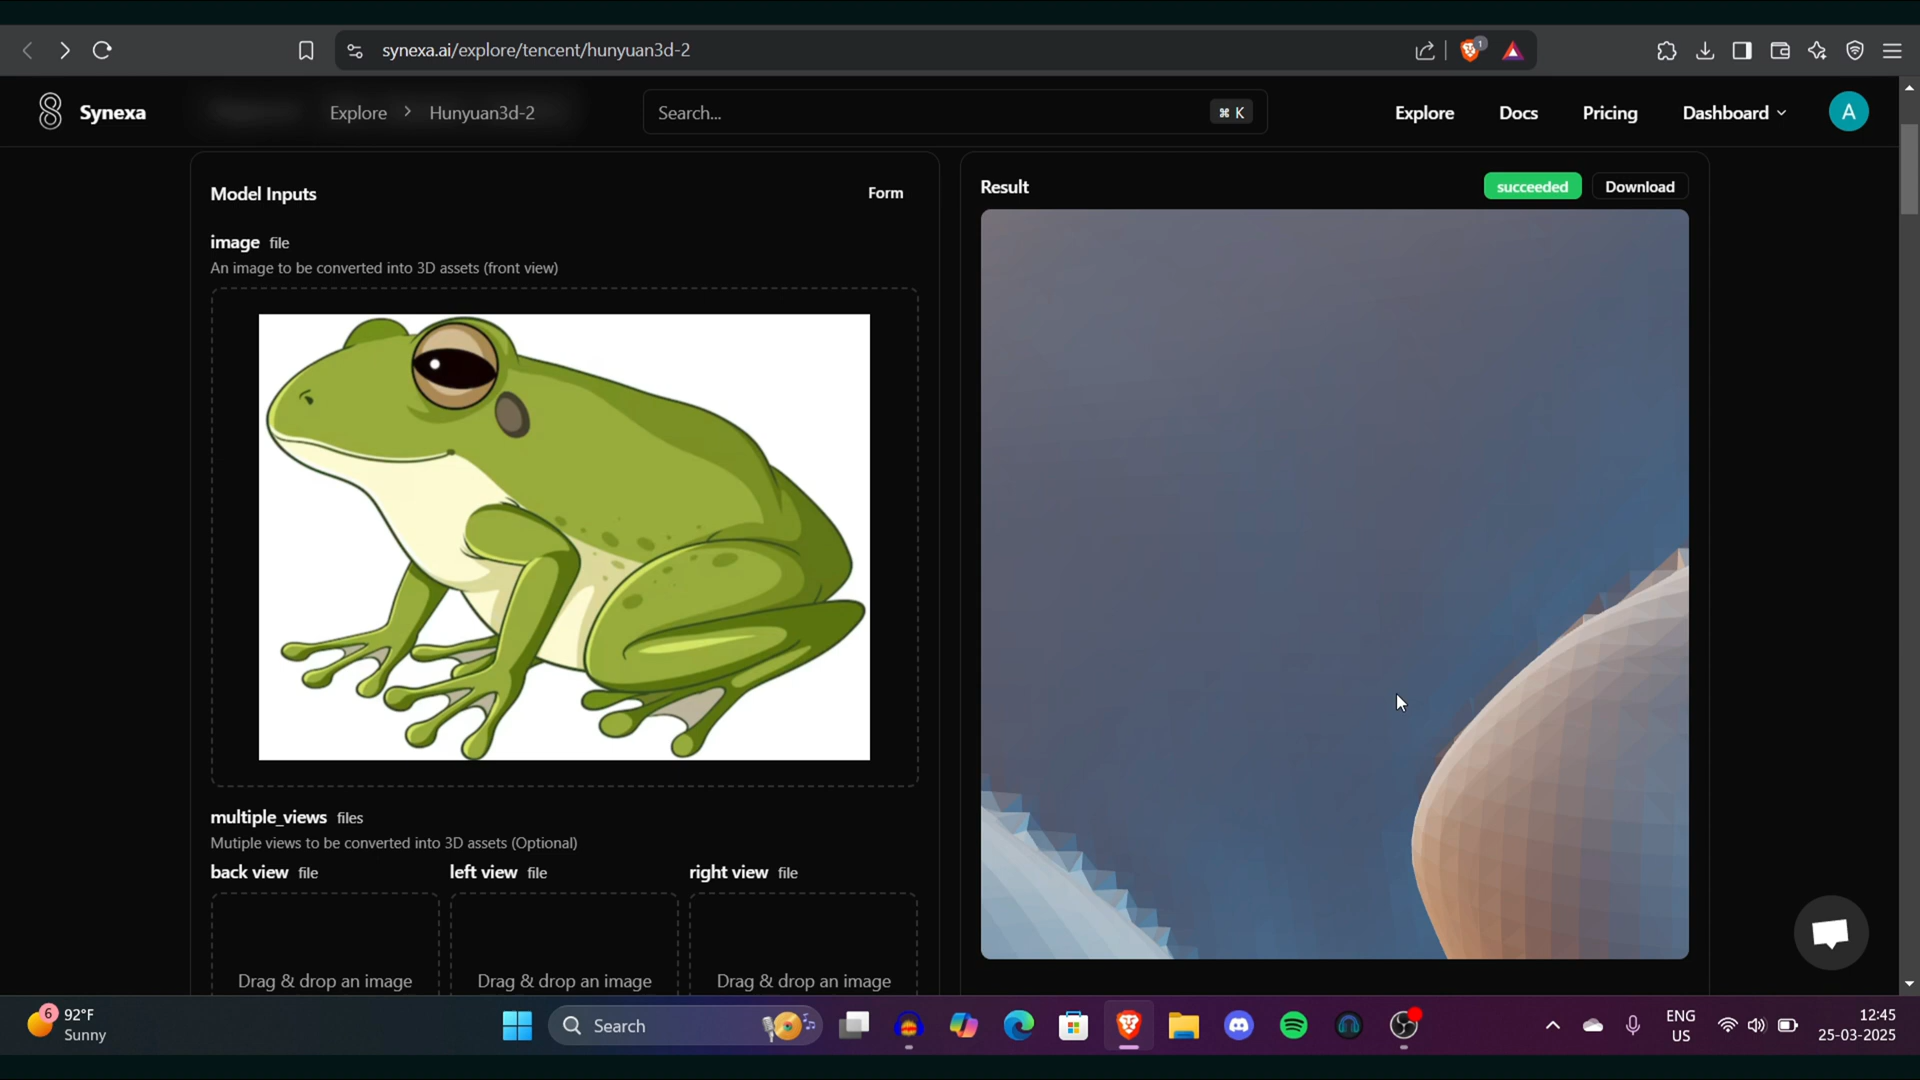 synexa.ai/explore/tencent/hunyuan3d-2
1
Synexa
Explore > Hunyuan3d-2
Search...
⌘ K
Explore
Docs
Pricing
Dashboard
A
Model Inputs
Form
image file
An image to be converted into 3D assets (front view)
multiple_views files
Mutiple views to be converted into 3D assets (Optional)
back view file
left view file
right view file
Drag & drop an image
Drag & drop an image
Drag & drop an image
Result
succeeded
Download
6
92°F
Sunny
Search
ENG
US
12:45
25-03-2025